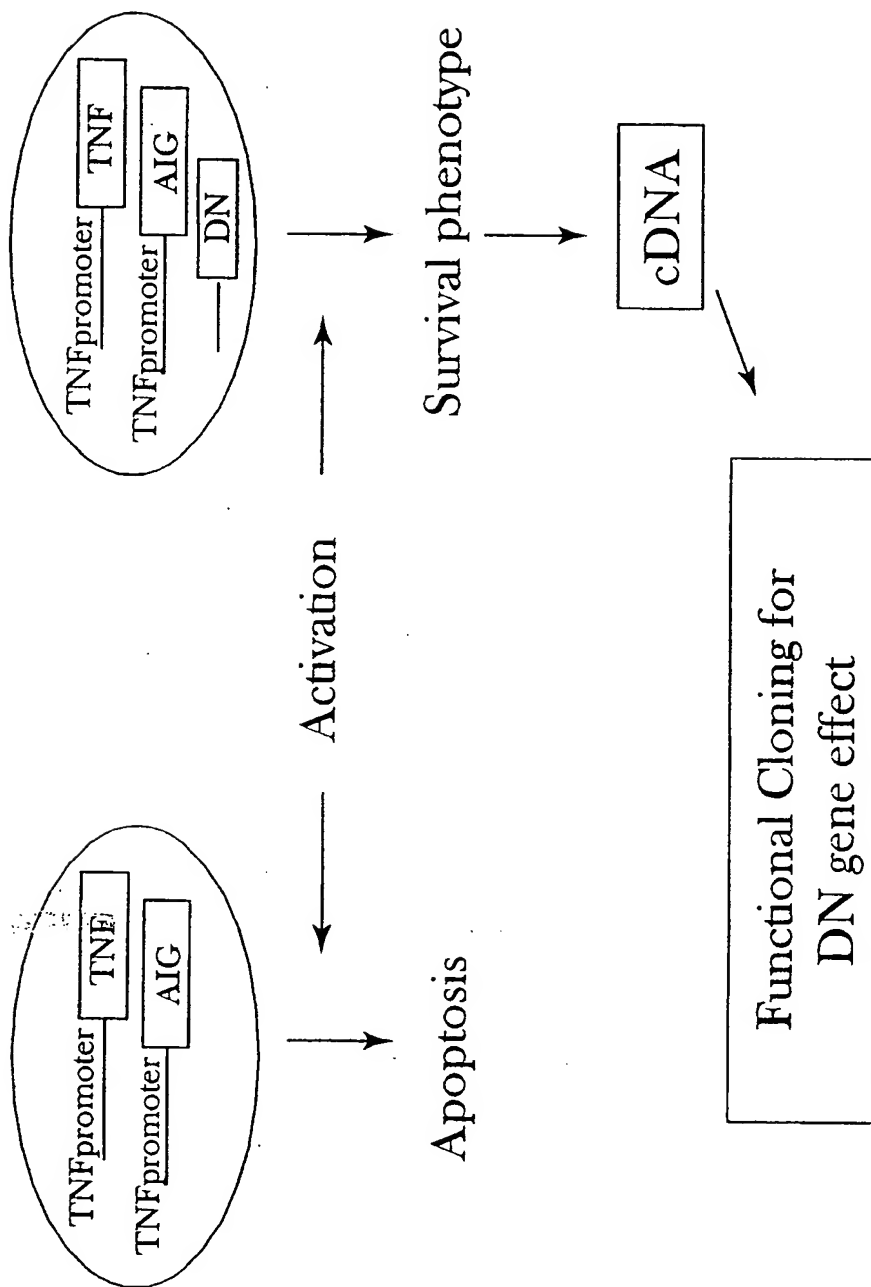 TNFpromoter TNF
TNFpromoter AIG
TNFpromoter TNF
TNFpromoter AIG
DN
Activation
Apoptosis
Survival phenotype
cDNA
Functional Cloning for
DN gene effect